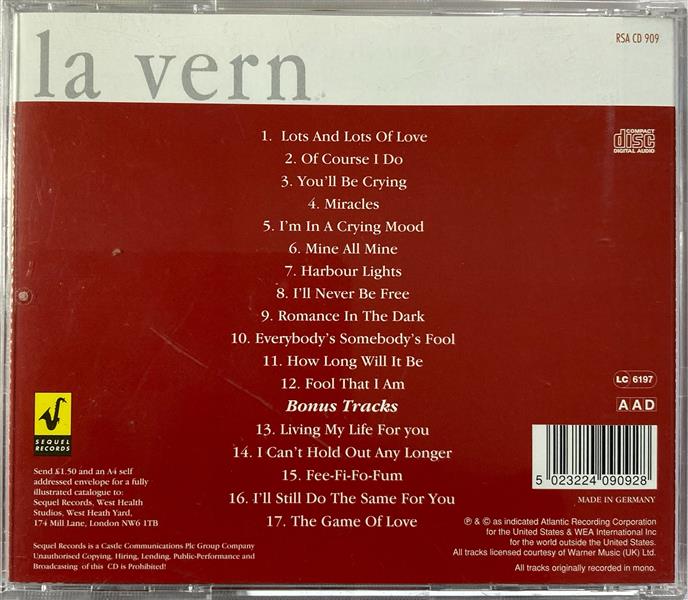 la vern
RSA CD 909
COMPACT
disc
DIGITAL AUDIO
1. Lots And Lots Of Love
2. Of Course I Do
3. You'll Be Crying
4. Miracles
5. I'm In A Crying Mood
6. Mine All Mine
7. Harbour Lights
8. I'll Never Be Free
9. Romance In The Dark
10. Everybody's Somebody's Fool
11. How Long Will It Be
12. Fool That I Am
Bonus Tracks
13. Living My Life For you
14. I Can't Hold Out Any Longer
15. Fee-Fi-Fo-Fum
16. I'll Still Do The Same For You
17. The Game Of Love
LC 6197
AAD
SEQUEL
RECORDS
Send £1.50 and an A4 self
addressed envelope for a fully
illustrated catalogue to:
Sequel Records, West Health
Studios, West Heath Yard,
174 Mill Lane, London NW6 1TB
Sequel Records is a Castle Communications Plc Group Company
Unauthorised Copying, Hiring, Lending, Public-Performance and
Broadcasting of this CD is Prohibited!
5 023224 090928
MADE IN GERMANY
℗ & © as indicated Atlantic Recording Corporation
for the United States & WEA International Inc
for the world outside the United States.
All tracks licensed courtesy of Warner Music (UK) Ltd.
All tracks originally recorded in mono.